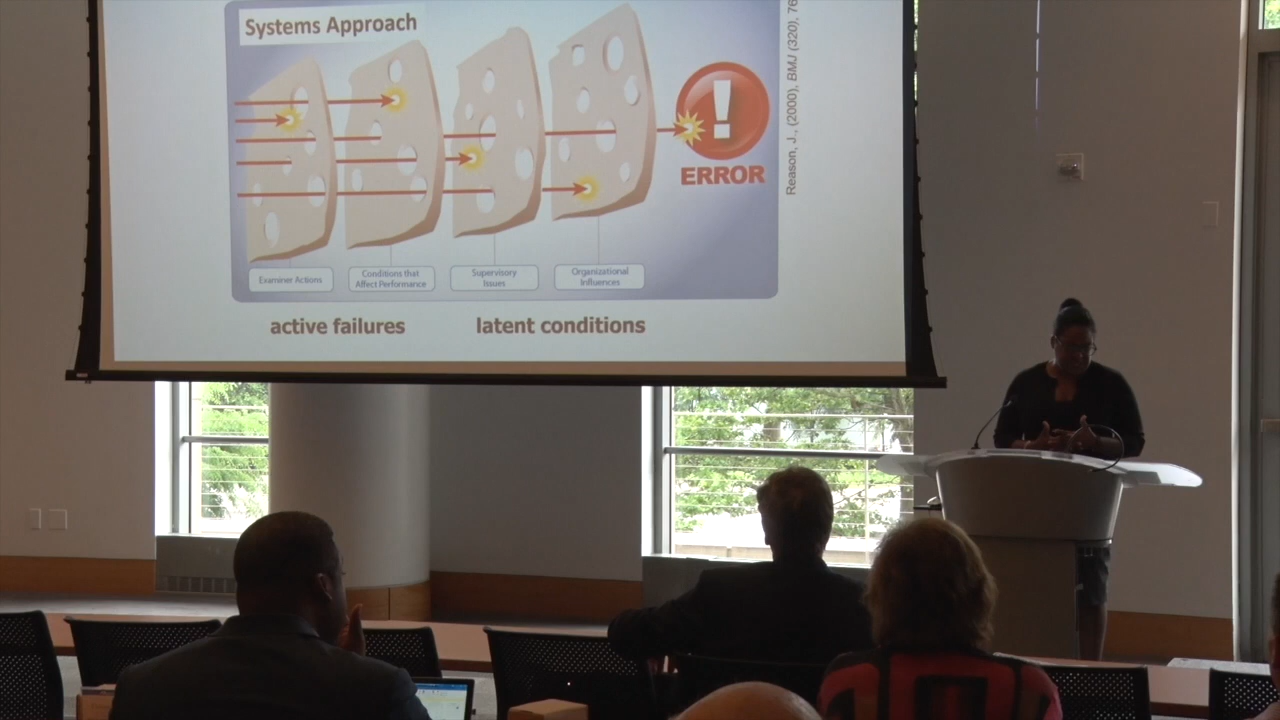 Systems Approach
ERROR
Reason, J., (2000), BMJ (320), 76
Examiner Actions
Conditions that
Affect Performance
Supervisory
Issues
Organizational
Influences
active failures
latent conditions